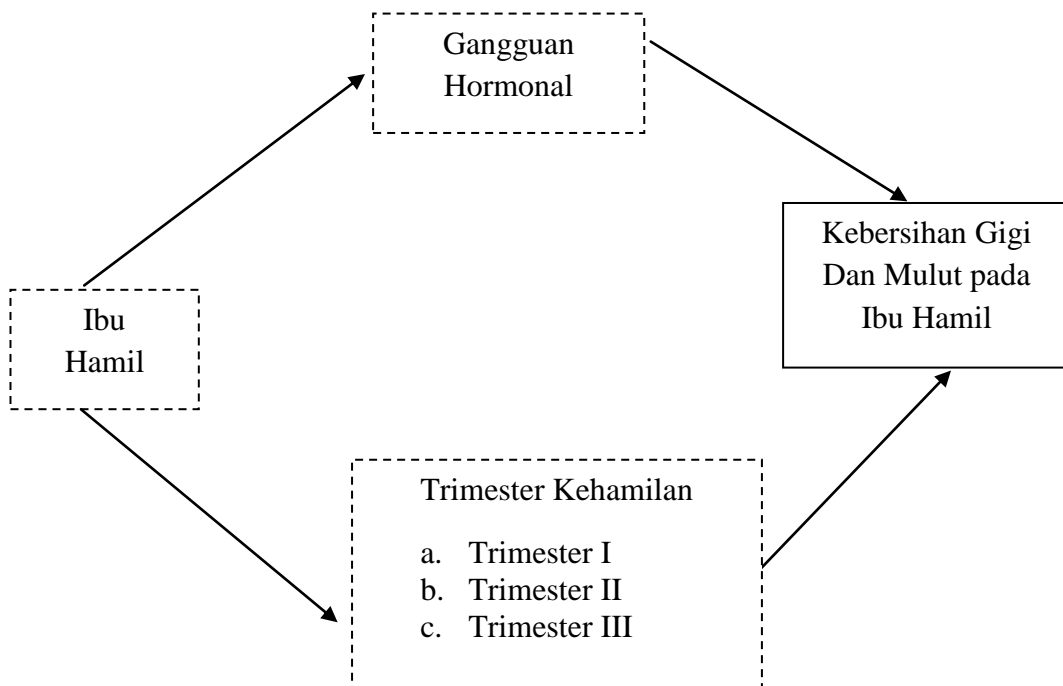 Gangguan
Hormonal
Kebersihan Gigi
Dan Mulut pada
Ibu Hamil
Ibu
Hamil
Trimester Kehamilan
a. Trimester I
b. Trimester II
c. Trimester III